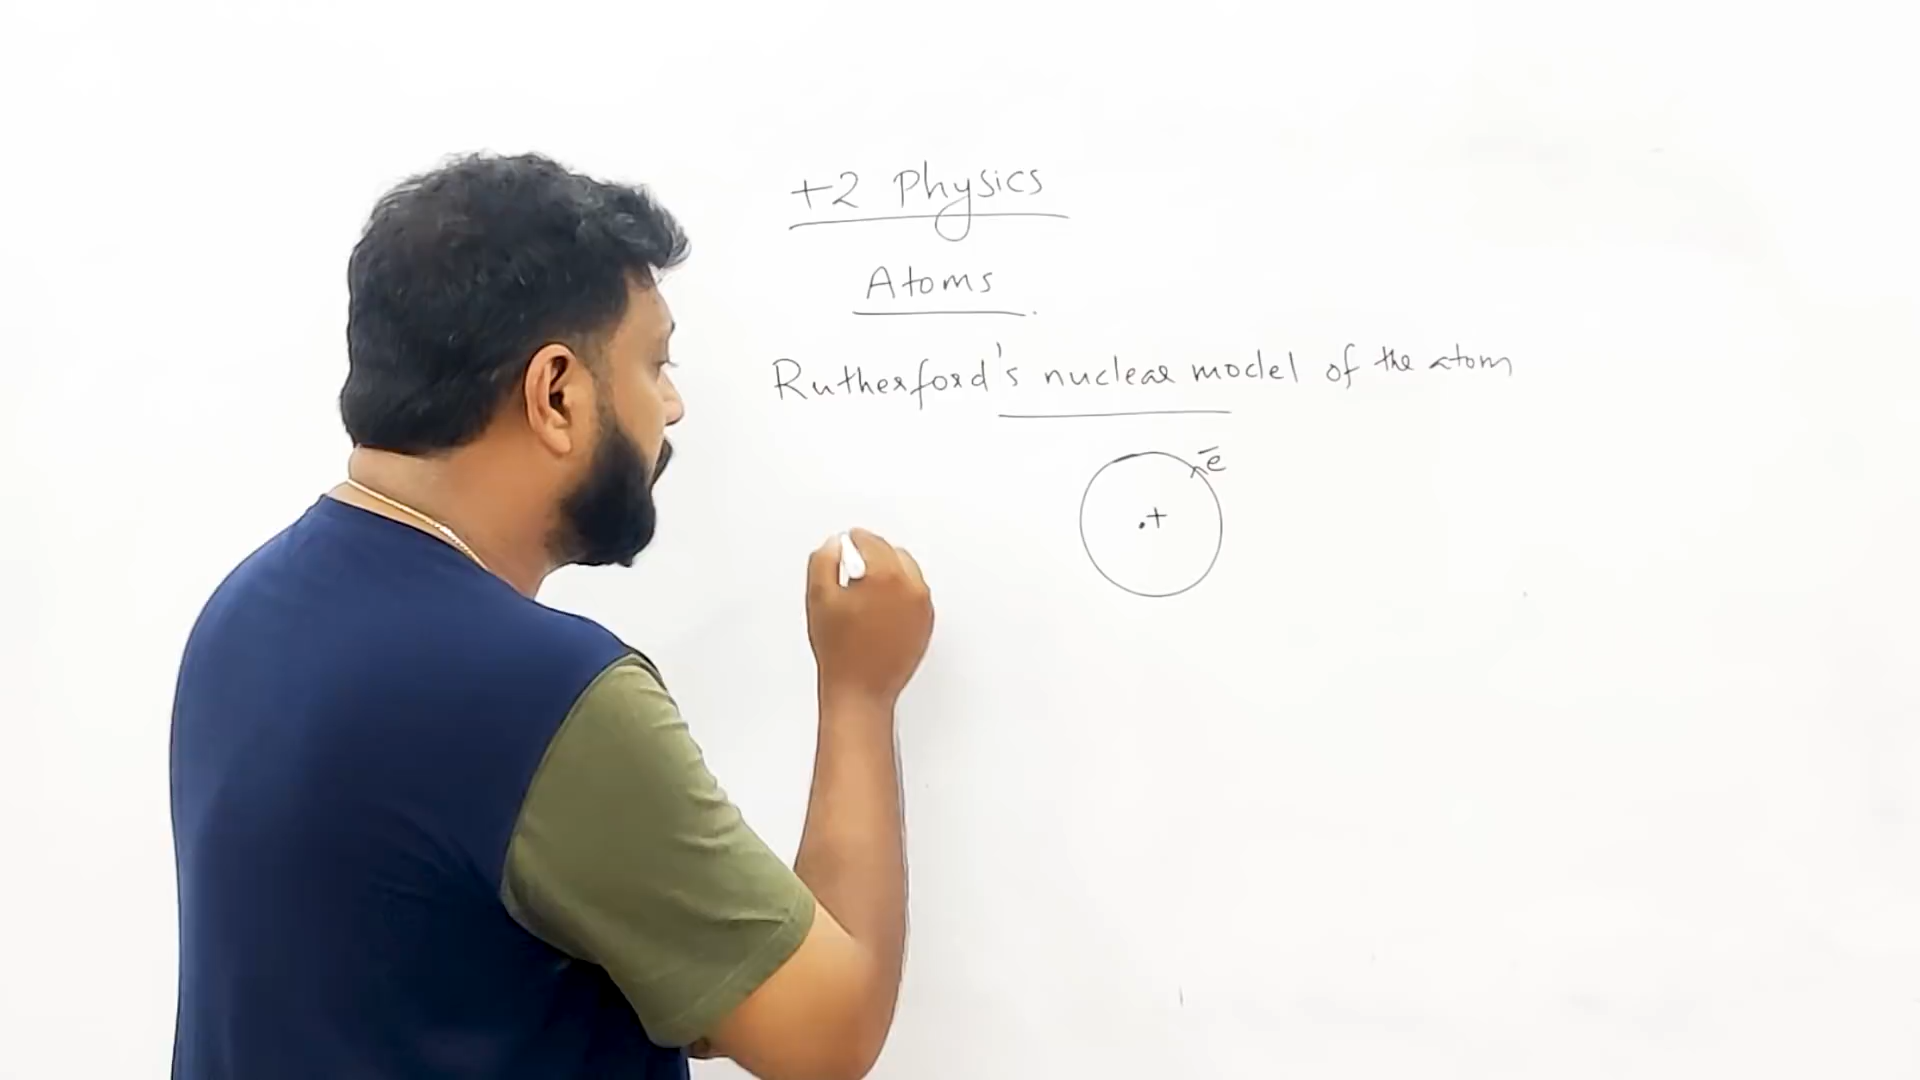 +2 Physics
Atoms
Rutherford's nuclear model of the atom
e̅
+